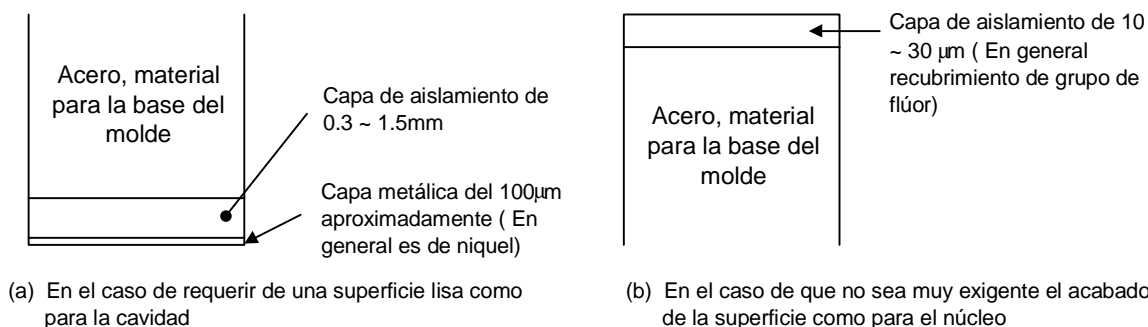 Acero, material
para la base del
molde
Capa de aislamiento de
0.3 ~ 1.5mm
Capa metálica del 100μm
aproximadamente ( En
general es de niquel)
(a) En el caso de requerir de una superficie lisa como
para la cavidad
Capa de aislamiento de 10
~ 30 μm ( En general
recubrimiento de grupo de
flúor)
Acero, material
para la base del
molde
(b) En el caso de que no sea muy exigente el acabado
de la superficie como para el núcleo